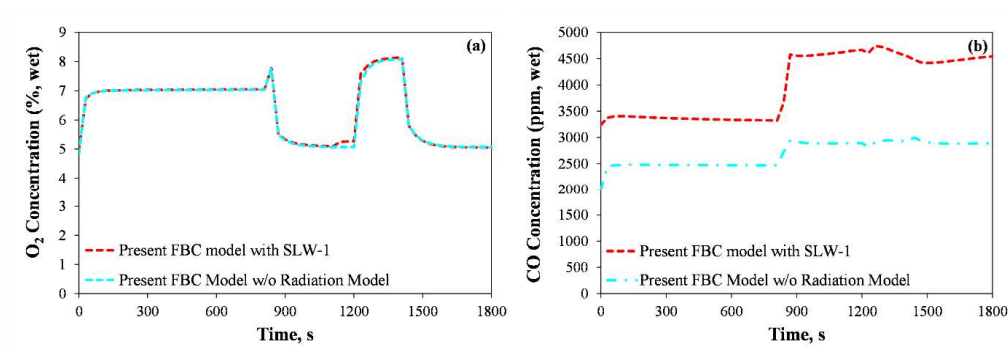 (a)
O₂ Concentration (%, wet)
9
8
7
6
5
4
3
2
1
0
Present FBC model with SLW-1
Present FBC Model w/o Radiation Model
0 300 600 900 1200 1500 1800
Time, s
(b)
CO Concentration (ppm, wet)
5000
4500
4000
3500
3000
2500
2000
1500
1000
500
0
Present FBC model with SLW-1
Present FBC Model w/o Radiation Model
0 300 600 900 1200 1500 1800
Time, s